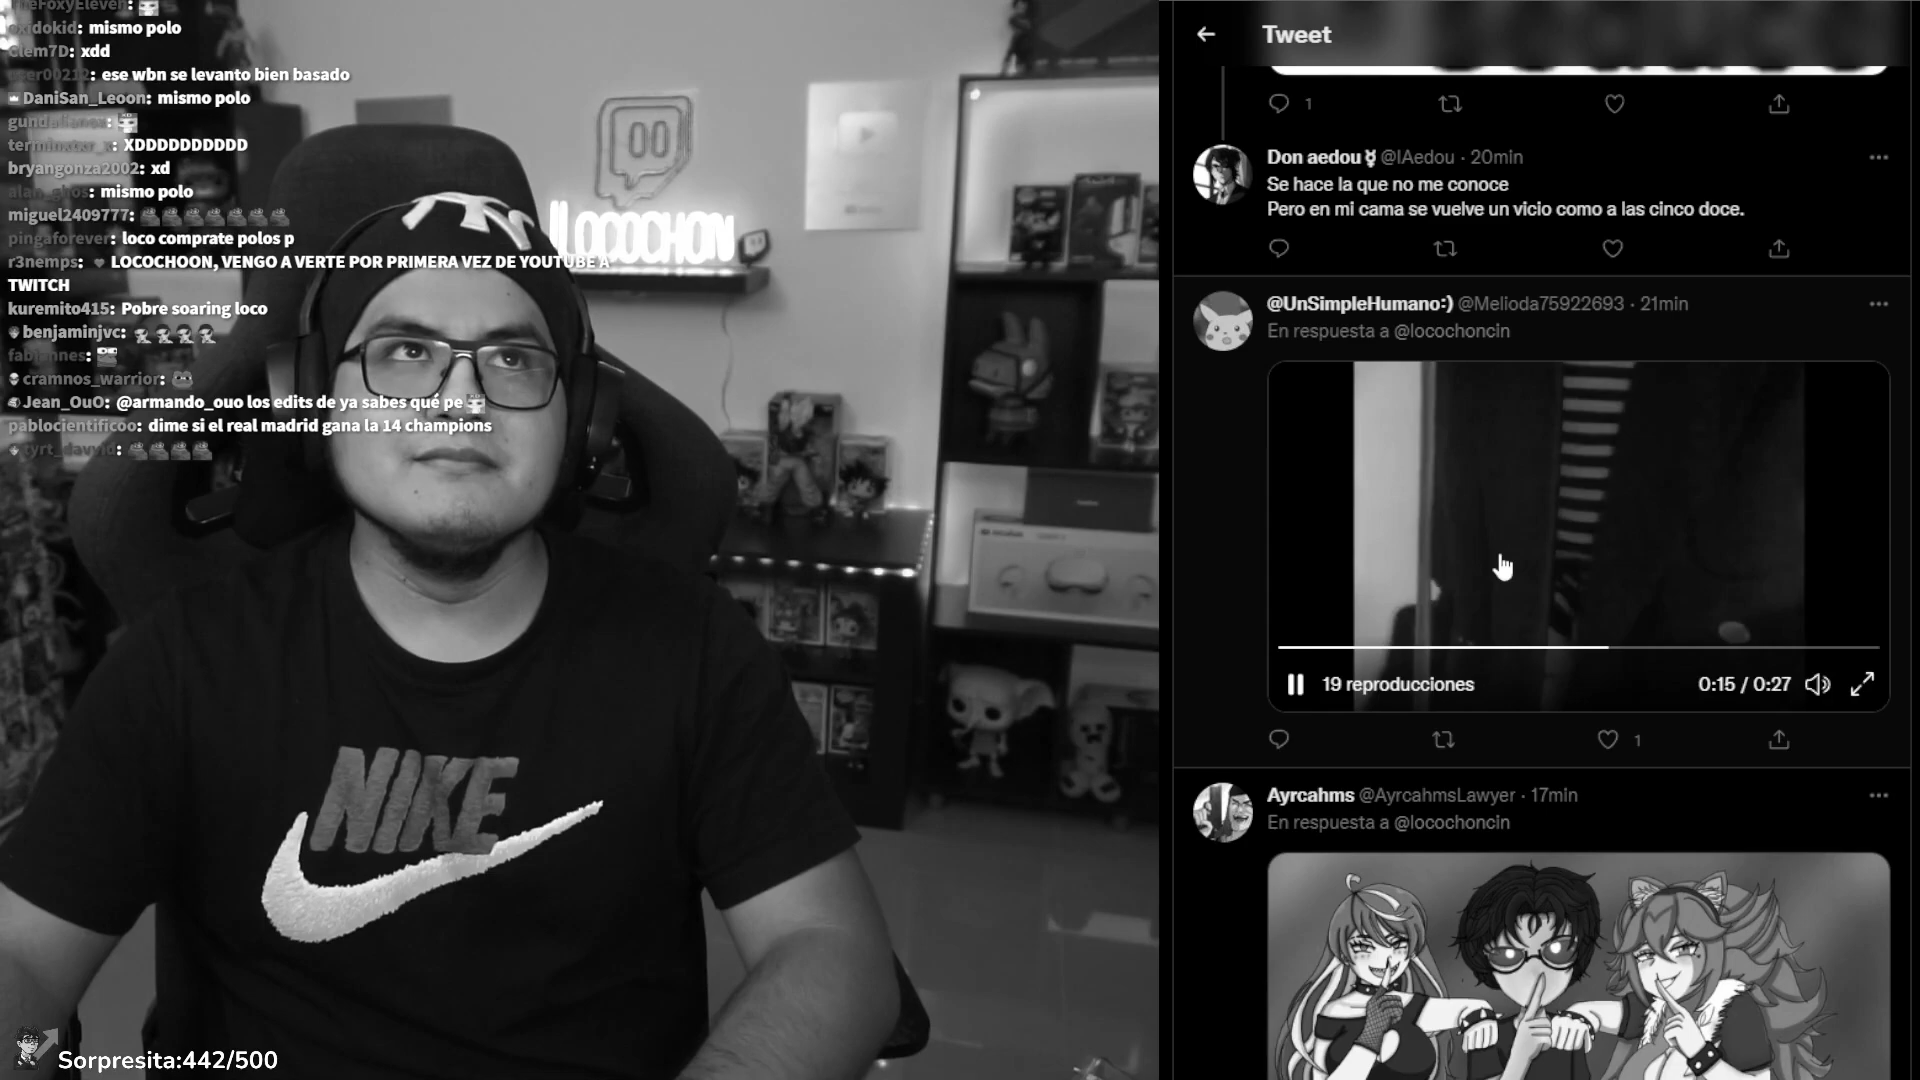 TheFoxyEleven:
oxidokid: mismo polo
Clem7D: xdd
user00212: ese wbn se levanto bien basado
DaniSan_Leoon: mismo polo
XDDDDDDDDDD
bryangonza2002: xd
alan_ghos: mismo polo
miguel2409777:
pingaforever: loco comprate polos p
r3nemps: LOCOCHOON, VENGO A VERTE POR PRIMERA VEZ DE YOUTUBE A
TWITCH
kuremito415: Pobre soaring loco
benjaminjvc:
fabiannes:
cramnos_warrior:
Jean_OuO: @armando_ouo los edits de ya sabes qué pe
pablocientificoo: dime si el real madrid gana la 14 champions
LOCOCHON
NIKE
Sorpresita:442/500
Tweet
1
Don aedou @IAedou · 20min
Se hace la que no me conoce
Pero en mi cama se vuelve un vicio como a las cinco doce.
@UnSimpleHumano:) @Melioda75922693 · 21min
En respuesta a @locochoncin
19 reproducciones
0:15 / 0:27
1
Ayrcahms @AyrcahmsLawyer · 17min
En respuesta a @locochoncin